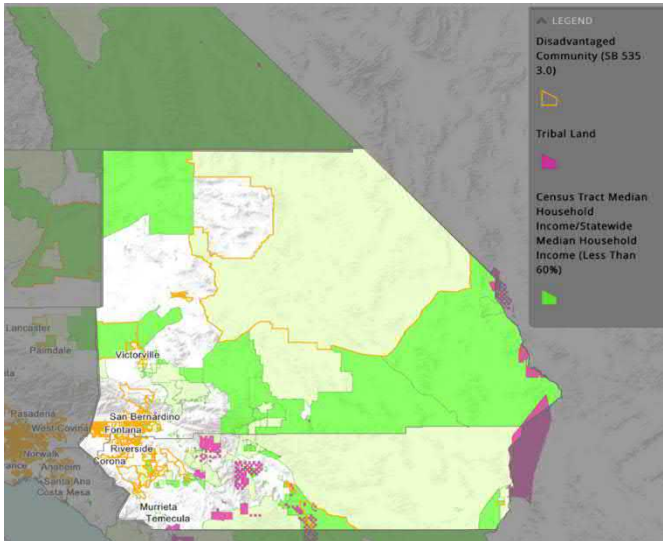 LEGEND
Disadvantaged
Community (SB 535
3.0)
Tribal Land
Census Tract Median
Household
Income/Statewide
Median Household
Income (Less Than
60%)
Lancaster
Palmdale
Victorville
Pasadena
San Bernardino
West Covina
Fontana
Riverside
Norwalk
Corona
Anaheim
Santa Ana
Costa Mesa
Murrieta
Temecula